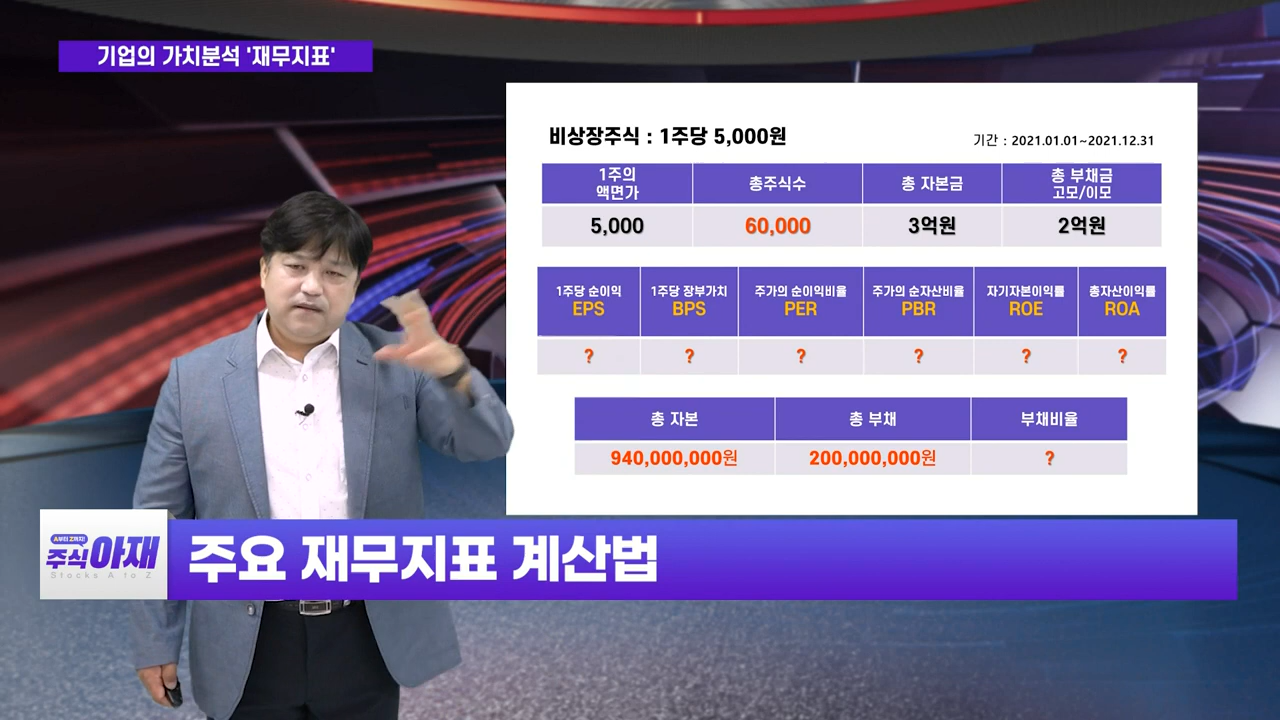 기업의 가치분석 '재무지표'
비상장주식 : 1주당 5,000원
기간 : 2021.01.01~2021.12.31
1주의
액면가
총주식수
총 자본금
총 부채금
고모/이모
5,000
60,000
3억원
2억원
1주당 순이익
EPS
1주당 장부가치
BPS
주가의 순이익비율
PER
주가의 순자산비율
PBR
자기자본이익률
ROE
총자산이익률
ROA
?
?
?
?
?
?
총 자본
총 부채
부채비율
940,000,000원
200,000,000원
?
A부터 Z까지!
주식아재
Stocks A to Z
주요 재무지표 계산법